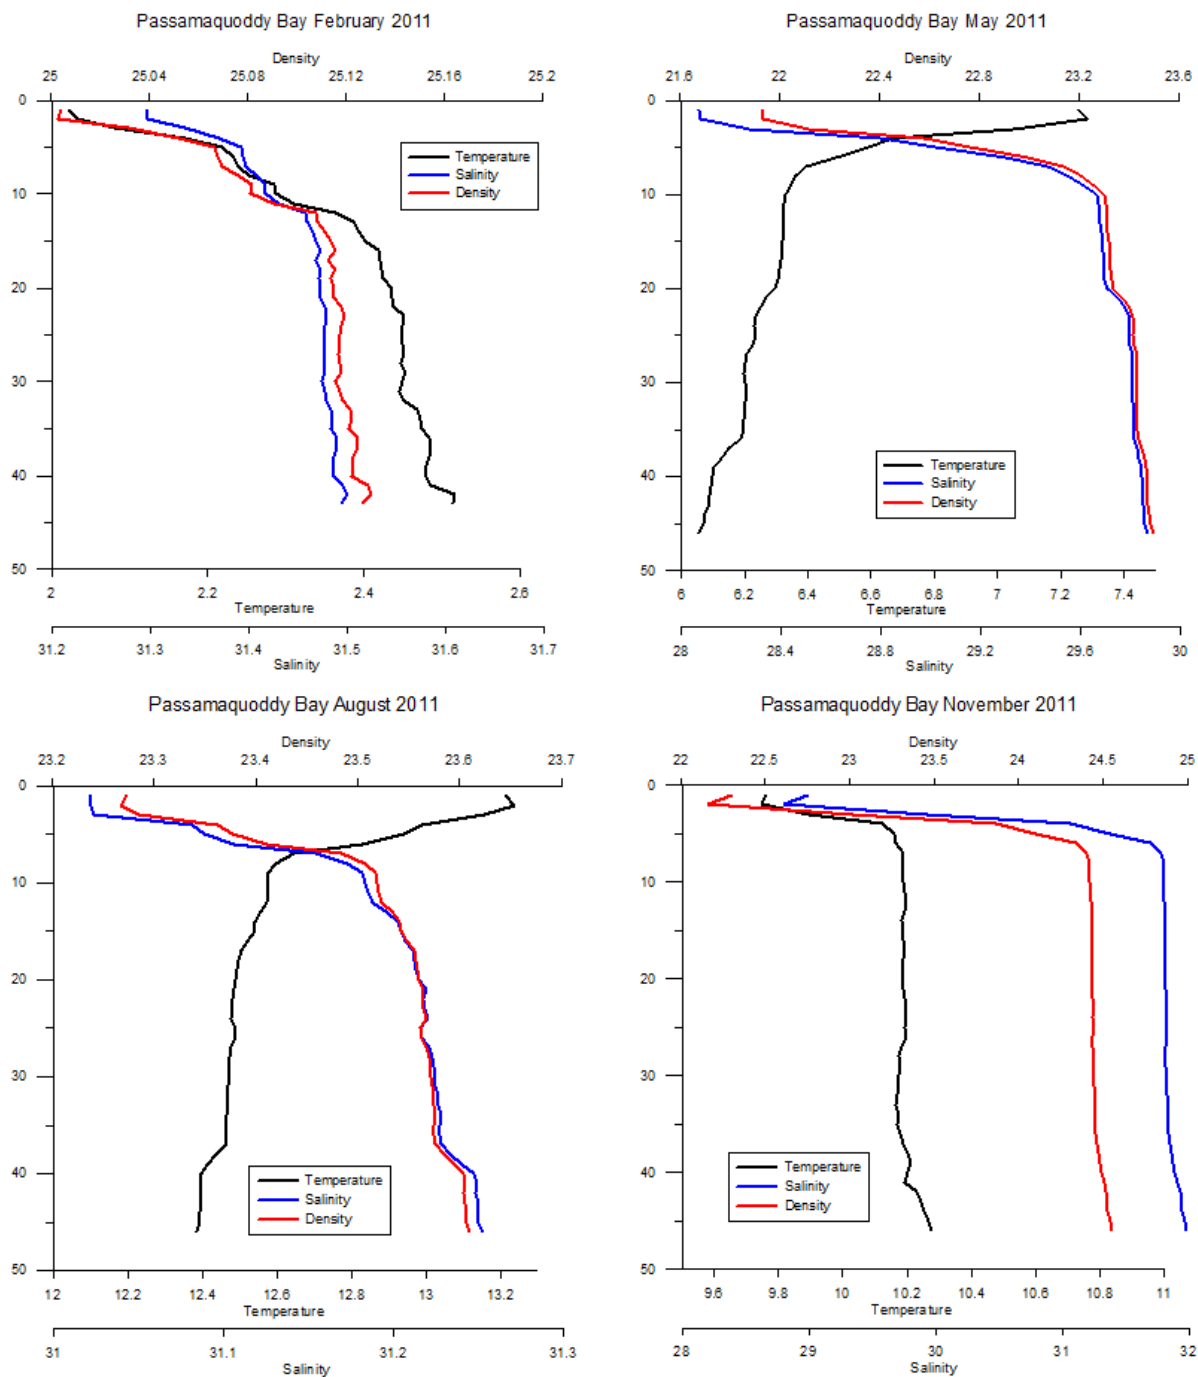 Passamaquoddy Bay February 2011
Density
25 25.04 25.08 25.12 25.16 25.2
0
10
20
30
40
50
Temperature
Salinity
Density
2 2.2 2.4 2.6
Temperature
31.2 31.3 31.4 31.5 31.6 31.7
Salinity
Passamaquoddy Bay May 2011
Density
21.6 22 22.4 22.8 23.2 23.6
0
10
20
30
40
50
Temperature
Salinity
Density
6 6.2 6.4 6.6 6.8 7 7.2 7.4
Temperature
28 28.4 28.8 29.2 29.6 30
Salinity
Passamaquoddy Bay August 2011
Density
23.2 23.3 23.4 23.5 23.6 23.7
0
10
20
30
40
50
Temperature
Salinity
Density
12 12.2 12.4 12.6 12.8 13 13.2
Temperature
31 31.1 31.2 31.3
Salinity
Passamaquoddy Bay November 2011
Density
22 22.5 23 23.5 24 24.5 25
0
10
20
30
40
50
Temperature
Salinity
Density
9.6 9.8 10 10.2 10.4 10.6 10.8 11
Temperature
28 29 30 31 32
Salinity